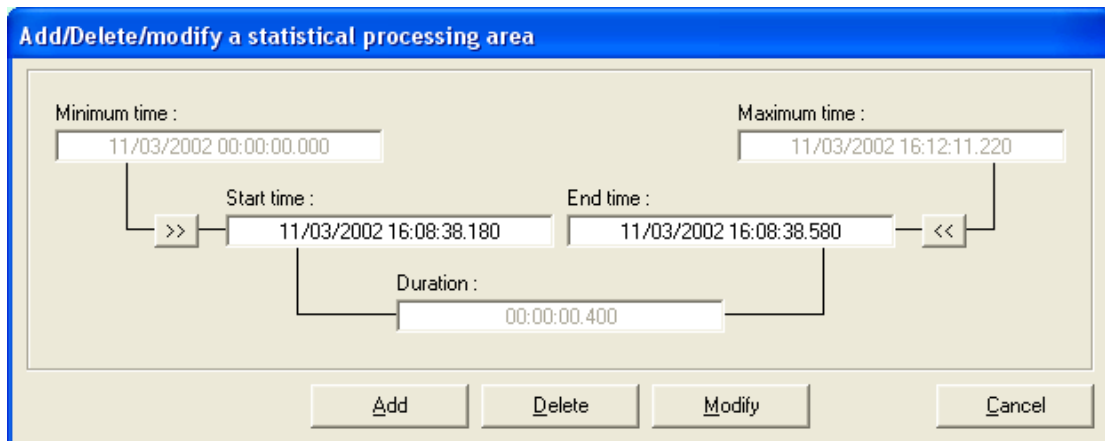 Add/Delete/modify a statistical processing area
Minimum time :
Maximum time :
11/03/2002 00:00:00.000
11/03/2002 16:12:11.220
Start time :
End time :
>>
11/03/2002 16:08:38.180
11/03/2002 16:08:38.580
<<
Duration :
00:00:00.400
Add
Delete
Modify
Cancel